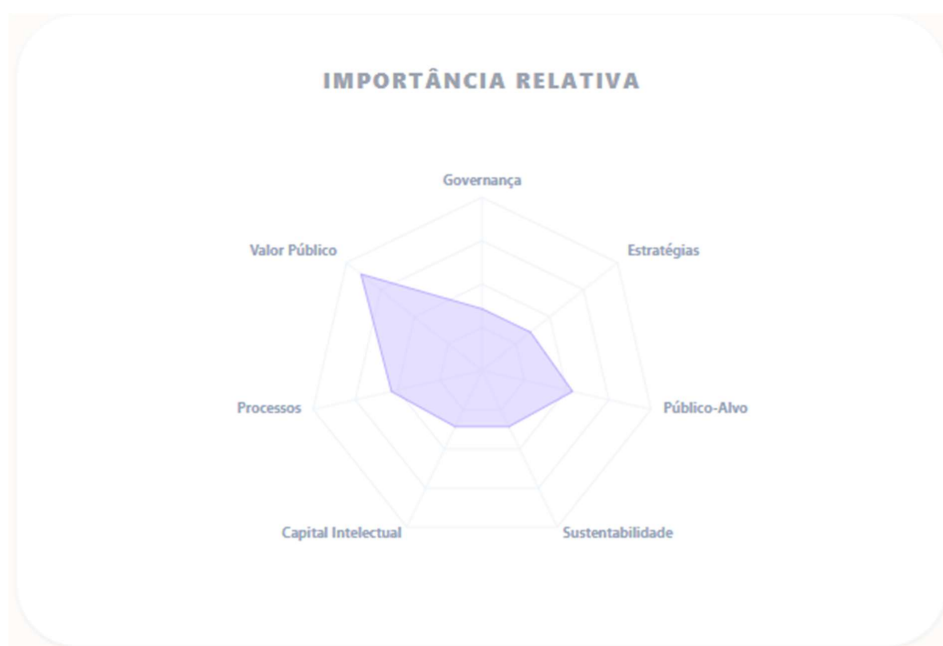 IMPORTÂNCIA RELATIVA
Governança
Valor Público
Estratégias
Processos
Público-Alvo
Capital Intelectual
Sustentabilidade